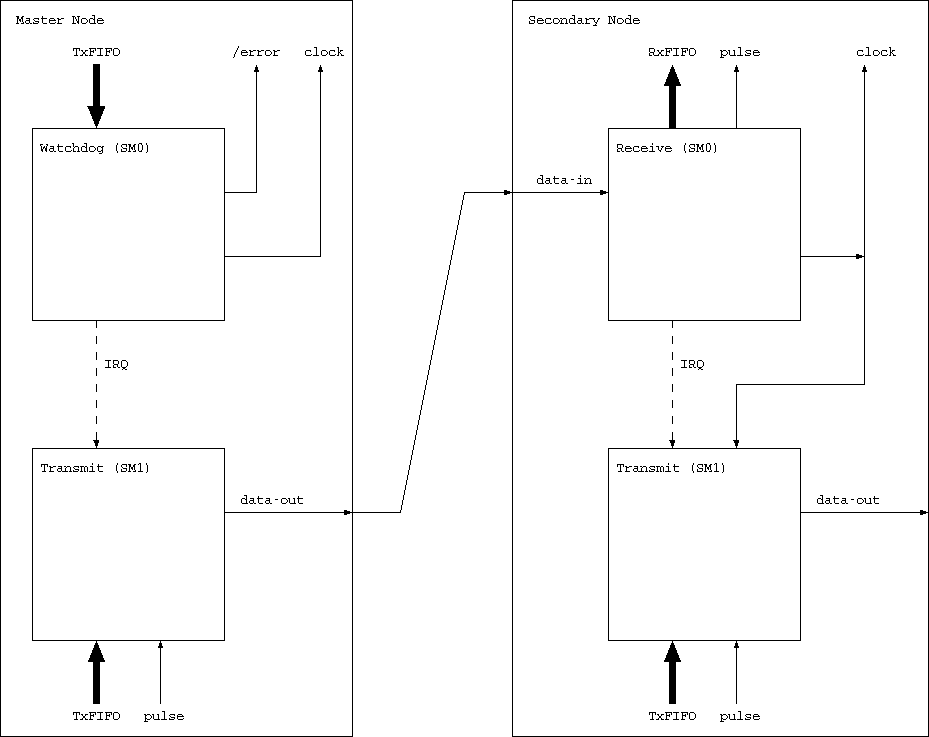 Master Node
TxFIFO
/error
clock
Watchdog (SM0)
IRQ
Transmit (SM1)
data-out
TxFIFO
pulse
Secondary Node
RxFIFO
pulse
clock
data-in
Receive (SM0)
IRQ
Transmit (SM1)
data-out
TxFIFO
pulse